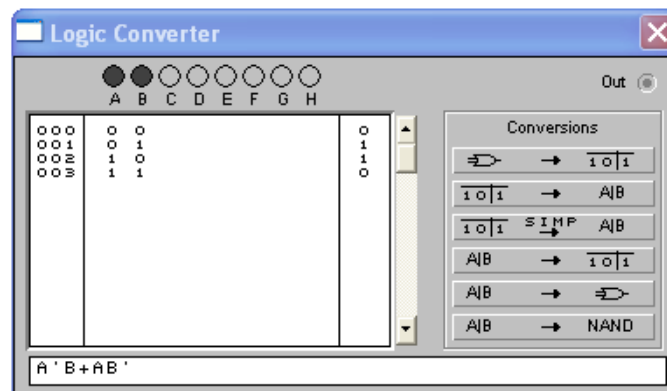 Logic Converter
A B C D E F G H
Out
000 0 0 0
001 0 1 1
002 1 0 1
003 1 1 0
Conversions
→ 1 0 1
1 0 1 → A|B
1 0 1 SIMP → A|B
A|B → 1 0 1
A|B →
A|B → NAND
A'B+AB'